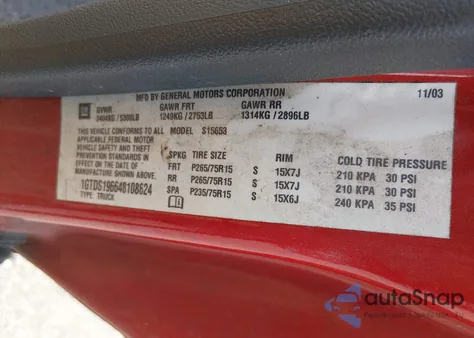 MFD BY GENERAL MOTORS CORPORATION 11/03
GM GVWR GAWR FRT GAWR RR
2404KG / 5300LB 1249KG / 2753LB 1314KG / 2896LB
THIS VEHICLE CONFORMS TO ALL MODEL S15653
APPLICABLE FEDERAL MOTOR
VEHICLE SAFETY STANDARDS IN
EFFECT ON THE DATE OF
MANUFACTURE SHOWN ABOVE.
1GTDS196648108624
TYPE: TRUCK
SPKG TIRE SIZE RIM COLD TIRE PRESSURE
FRT P265/75R15 S 15X7J 210 KPA 30 PSI
RR P265/75R15 S 15X7J 210 KPA 30 PSI
SPA P235/75R15 S 15X6J 240 KPA 35 PSI
autoSnap